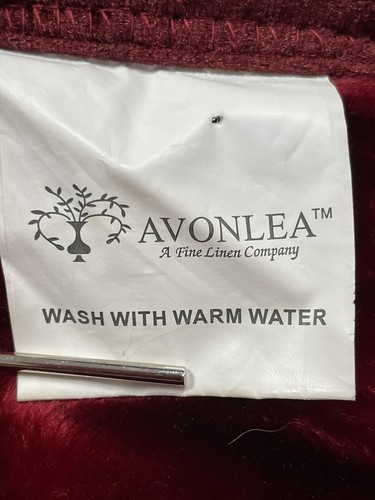 AVONLEA™
A Fine Linen Company
WASH WITH WARM WATER